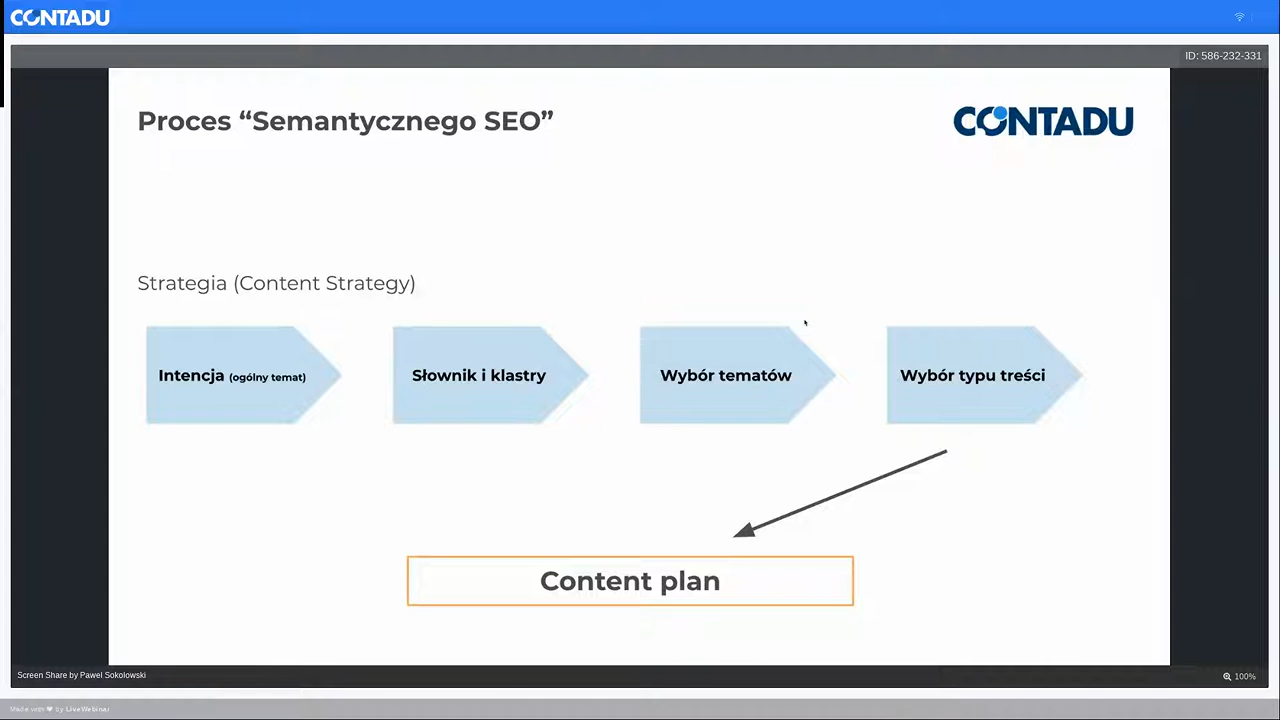 CONTADU
ID: 586-232-331
Proces “Semantycznego SEO”
CONTADU
Strategia (Content Strategy)
Intencja (ogólny temat)
Słownik i klastry
Wybór tematów
Wybór typu treści
Content plan
Screen Share by Pawel Sokolowski
100%
Made with ❤ by LiveWebinar